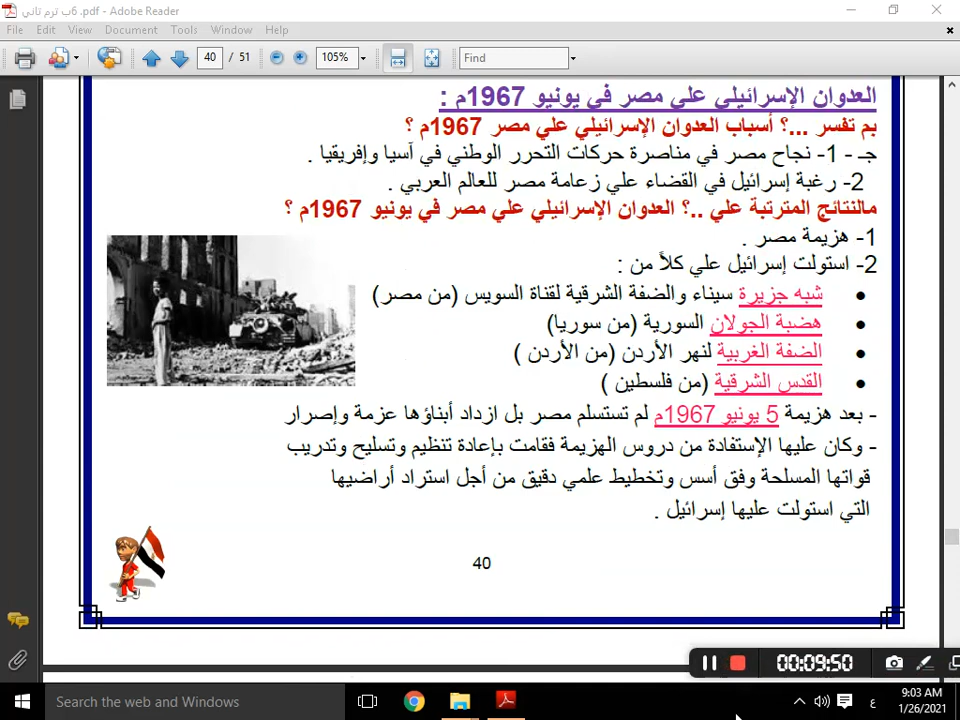 6ب ترم تاني .pdf - Adobe Reader
File Edit View Document Tools Window Help
40 / 51 105% Find
العدوان الإسرائيلي علي مصر في يونيو 1967م :
بم تفسر ...؟ أسباب العدوان الإسرائيلي علي مصر 1967م ؟
جـ - 1- نجاح مصر في مناصرة حركات التحرر الوطني في آسيا وإفريقيا .
2- رغبة إسرائيل في القضاء علي زعامة مصر للعالم العربي .
مالنتائج المترتبة علي ..؟ العدوان الإسرائيلي علي مصر في يونيو 1967م ؟
1- هزيمة مصر .
2- استولت إسرائيل علي كلاً من :
• شبه جزيرة سيناء والضفة الشرقية لقناة السويس (من مصر)
• هضبة الجولان السورية (من سوريا)
• الضفة الغربية لنهر الأردن (من الأردن )
• القدس الشرقية (من فلسطين )
- بعد هزيمة 5 يونيو 1967م لم تستسلم مصر بل ازداد أبناؤها عزمة وإصرار
- وكان عليها الإستفادة من دروس الهزيمة فقامت بإعادة تنظيم وتسليح وتدريب
قواتها المسلحة وفق أسس وتخطيط علمي دقيق من أجل استراد أراضيها
التي استولت عليها إسرائيل .
40
00:09:50
Search the web and Windows
ع
9:03 AM
1/26/2021